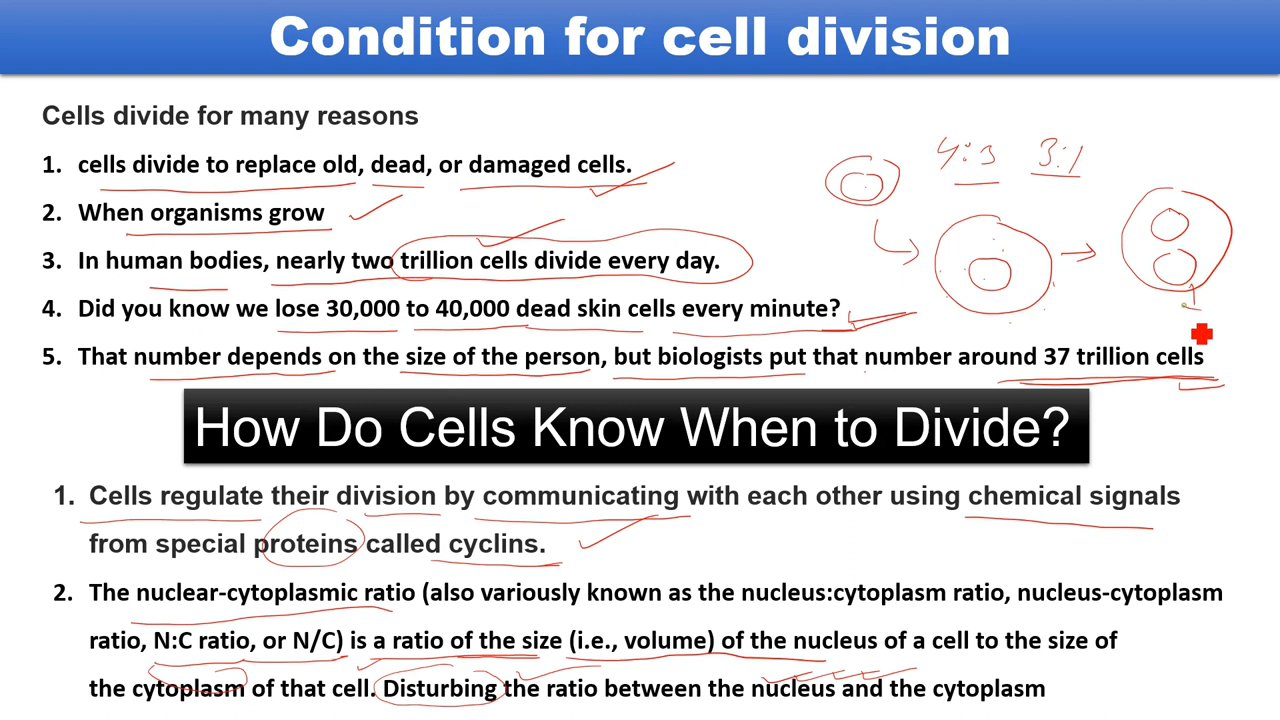 Condition for cell division
Cells divide for many reasons
1. cells divide to replace old, dead, or damaged cells.
4:3 3:1
2. When organisms grow
3. In human bodies, nearly two trillion cells divide every day.
4. Did you know we lose 30,000 to 40,000 dead skin cells every minute?
5. That number depends on the size of the person, but biologists put that number around 37 trillion cells
How Do Cells Know When to Divide?
1. Cells regulate their division by communicating with each other using chemical signals
from special proteins called cyclins.
2. The nuclear-cytoplasmic ratio (also variously known as the nucleus:cytoplasm ratio, nucleus-cytoplasm
ratio, N:C ratio, or N/C) is a ratio of the size (i.e., volume) of the nucleus of a cell to the size of
the cytoplasm of that cell. Disturbing the ratio between the nucleus and the cytoplasm